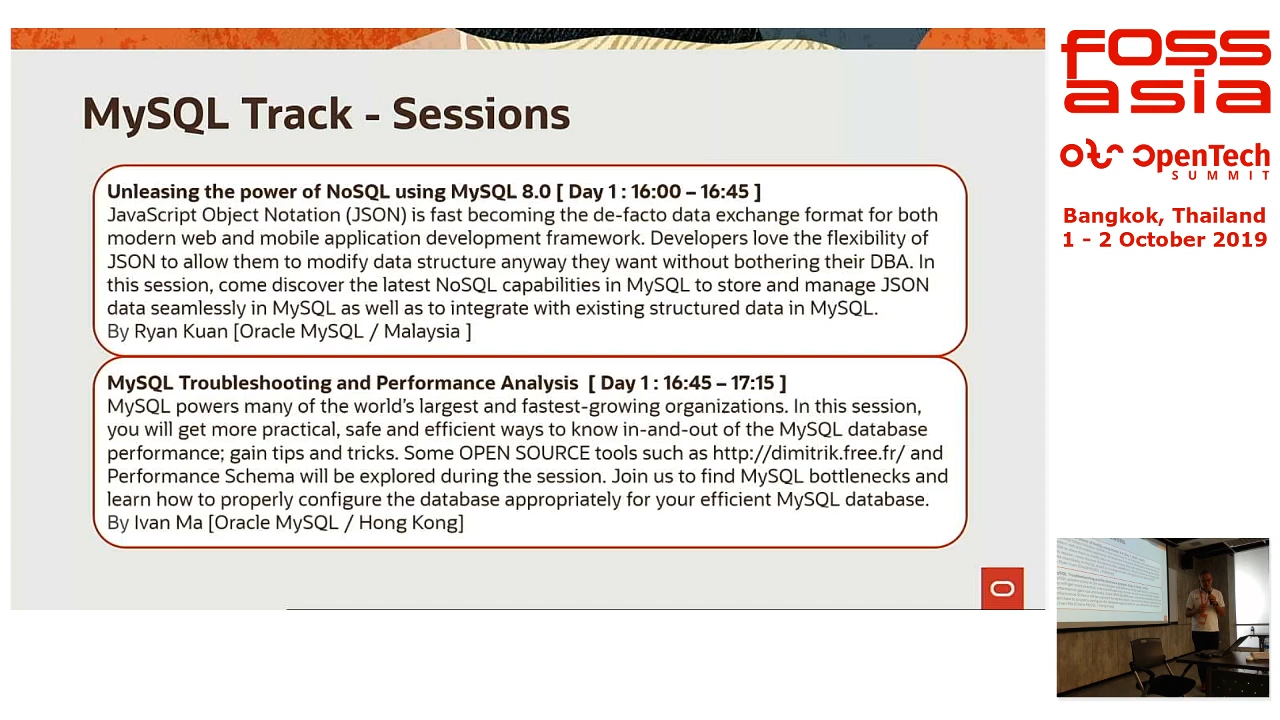 MySQL Track - Sessions
Unleasing the power of NoSQL using MySQL 8.0 [ Day 1 : 16:00 – 16:45 ]
JavaScript Object Notation (JSON) is fast becoming the de-facto data exchange format for both
modern web and mobile application development framework. Developers love the flexibility of
JSON to allow them to modify data structure anyway they want without bothering their DBA. In
this session, come discover the latest NoSQL capabilities in MySQL to store and manage JSON
data seamlessly in MySQL as well as to integrate with existing structured data in MySQL.
By Ryan Kuan [Oracle MySQL / Malaysia ]
MySQL Troubleshooting and Performance Analysis [ Day 1 : 16:45 – 17:15 ]
MySQL powers many of the world's largest and fastest-growing organizations. In this session,
you will get more practical, safe and efficient ways to know in-and-out of the MySQL database
performance; gain tips and tricks. Some OPEN SOURCE tools such as http://dimitrik.free.fr/ and
Performance Schema will be explored during the session. Join us to find MySQL bottlenecks and
learn how to properly configure the database appropriately for your efficient MySQL database.
By Ivan Ma [Oracle MySQL / Hong Kong]
foss
asia
OpenTech
SUMMIT
Bangkok, Thailand
1 - 2 October 2019